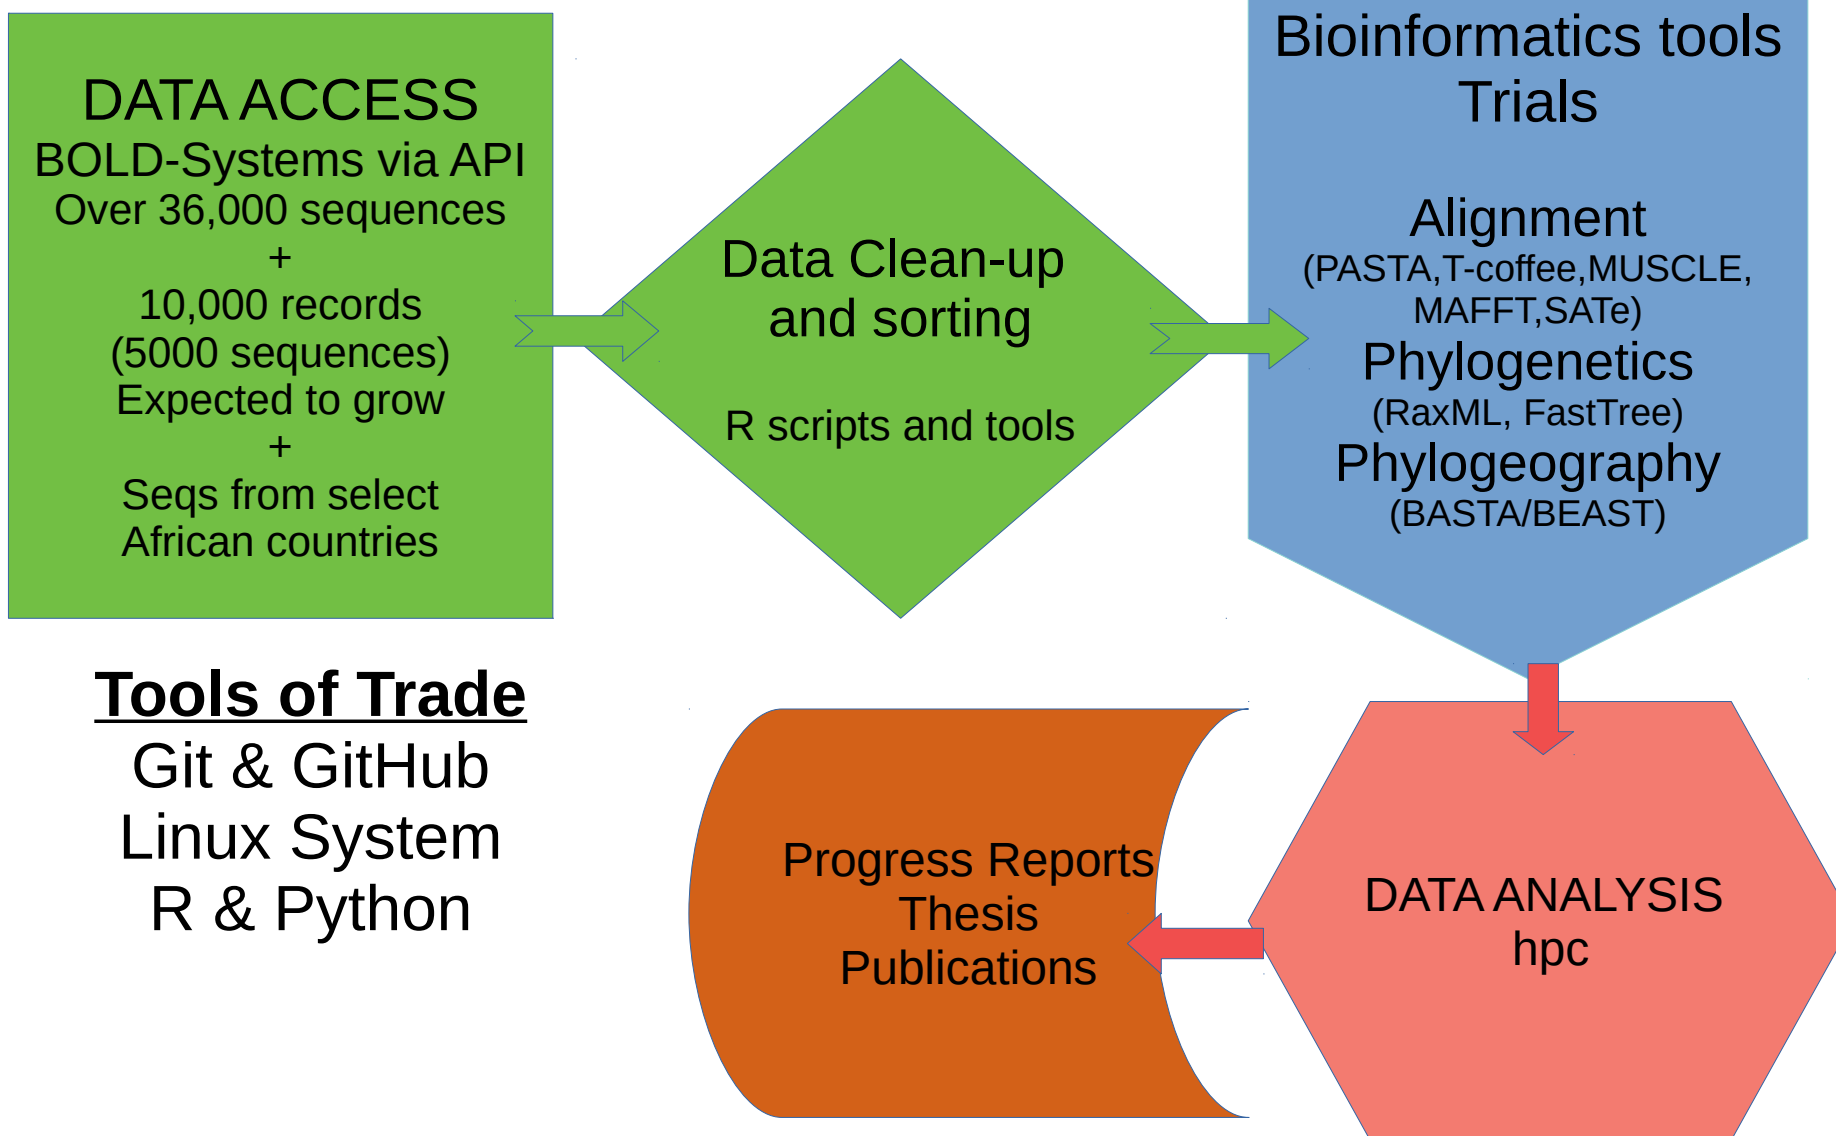 DATA ACCESS
BOLD-Systems via API
Over 36,000 sequences
+
10,000 records
(5000 sequences)
Expected to grow
+
Seqs from select
African countries
Data Clean-up
and sorting
R scripts and tools
Bioinformatics tools
Trials
Alignment
(PASTA,T-coffee,MUSCLE,
MAFFT,SATe)
Phylogenetics
(RaxML, FastTree)
Phylogeography
(BASTA/BEAST)
Tools of Trade
Git & GitHub
Linux System
R & Python
Progress Reports
Thesis
Publications
DATA ANALYSIS
hpc